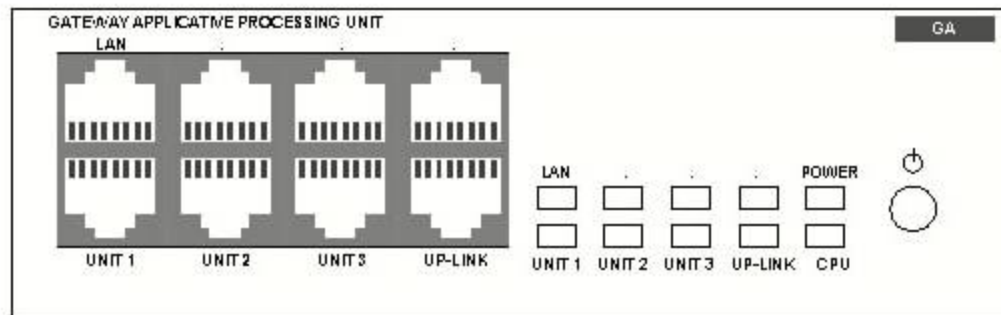 GATEWAY APPLICATIVE PROCESSING UNIT
GA
LAN : : :
LAN : : : POWER
UNIT 1 UNIT 2 UNIT 3 UP-LINK
UNIT 1 UNIT 2 UNIT 3 UP-LINK CPU